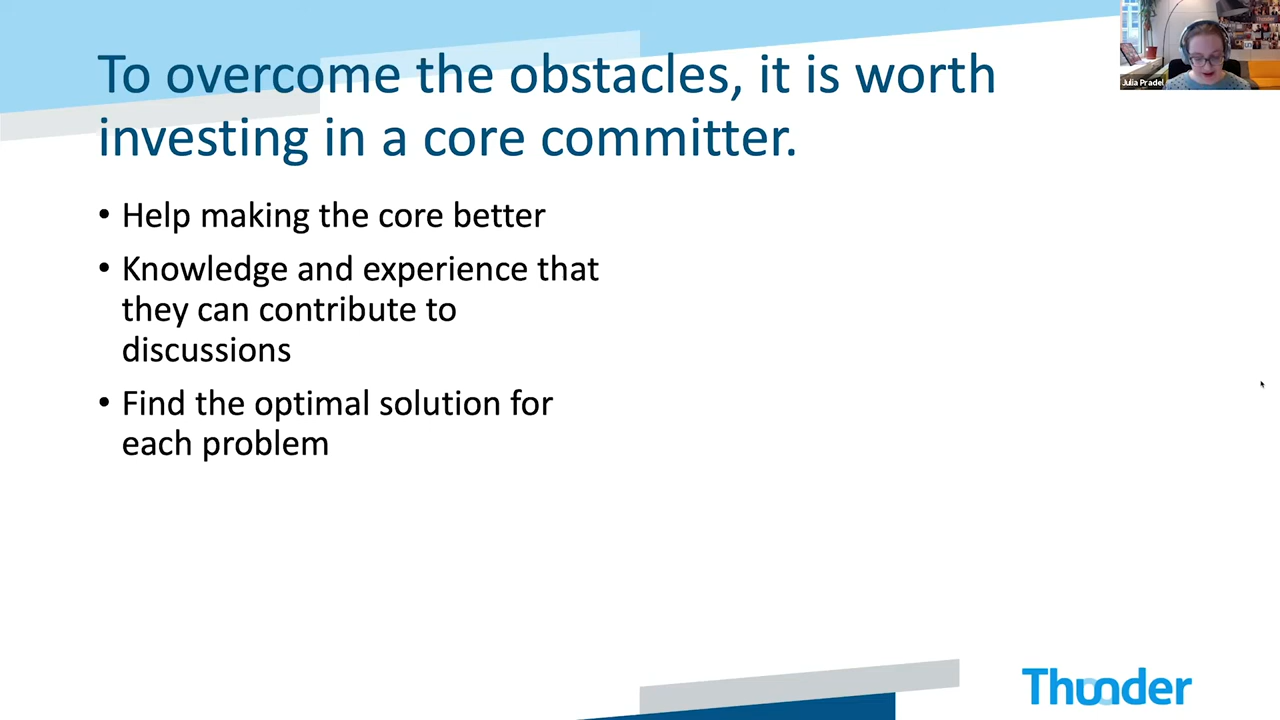 To overcome the obstacles, it is worth
investing in a core committer.
• Help making the core better
• Knowledge and experience that
they can contribute to
discussions
• Find the optimal solution for
each problem
Julia Pradel
Thunder